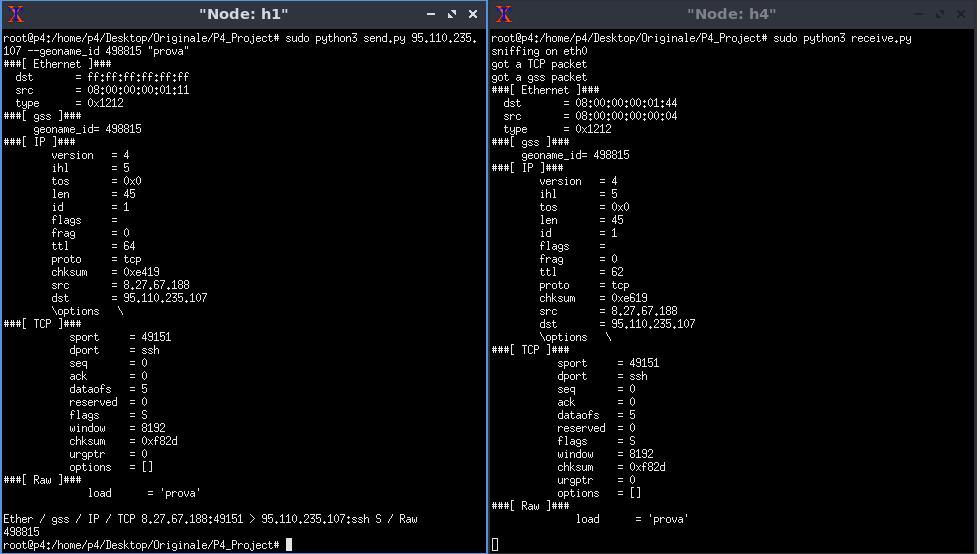 "Node: h1"
root@p4:/home/p4/Desktop/Originale/P4_Project# sudo python3 send.py 95.110.235.
107 --geoname_id 498815 "prova"
###[ Ethernet ]###
  dst       = ff:ff:ff:ff:ff:ff
  src       = 08:00:00:00:01:11
  type      = 0x1212
###[ gss ]###
     geoname_id= 498815
###[ IP ]###
        version   = 4
        ihl       = 5
        tos       = 0x0
        len       = 45
        id        = 1
        flags     =
        frag      = 0
        ttl       = 64
        proto     = tcp
        chksum    = 0xe419
        src       = 8.27.67.188
        dst       = 95.110.235.107
        \options   \
###[ TCP ]###
           sport     = 49151
           dport     = ssh
           seq       = 0
           ack       = 0
           dataofs   = 5
           reserved  = 0
           flags     = S
           window    = 8192
           chksum    = 0xf82d
           urgptr    = 0
           options   = []
###[ Raw ]###
              load      = 'prova'

Ether / gss / IP / TCP 8.27.67.188:49151 > 95.110.235.107:ssh S / Raw
498815
root@p4:/home/p4/Desktop/Originale/P4_Project#
"Node: h4"
root@p4:/home/p4/Desktop/Originale/P4_Project# sudo python3 receive.py
sniffing on eth0
got a TCP packet
got a gss packet
###[ Ethernet ]###
  dst       = 08:00:00:00:01:44
  src       = 08:00:00:00:00:04
  type      = 0x1212
###[ gss ]###
     geoname_id= 498815
###[ IP ]###
        version   = 4
        ihl       = 5
        tos       = 0x0
        len       = 45
        id        = 1
        flags     =
        frag      = 0
        ttl       = 62
        proto     = tcp
        chksum    = 0xe619
        src       = 8.27.67.188
        dst       = 95.110.235.107
        \options   \
###[ TCP ]###
           sport     = 49151
           dport     = ssh
           seq       = 0
           ack       = 0
           dataofs   = 5
           reserved  = 0
           flags     = S
           window    = 8192
           chksum    = 0xf82d
           urgptr    = 0
           options   = []
###[ Raw ]###
              load      = 'prova'